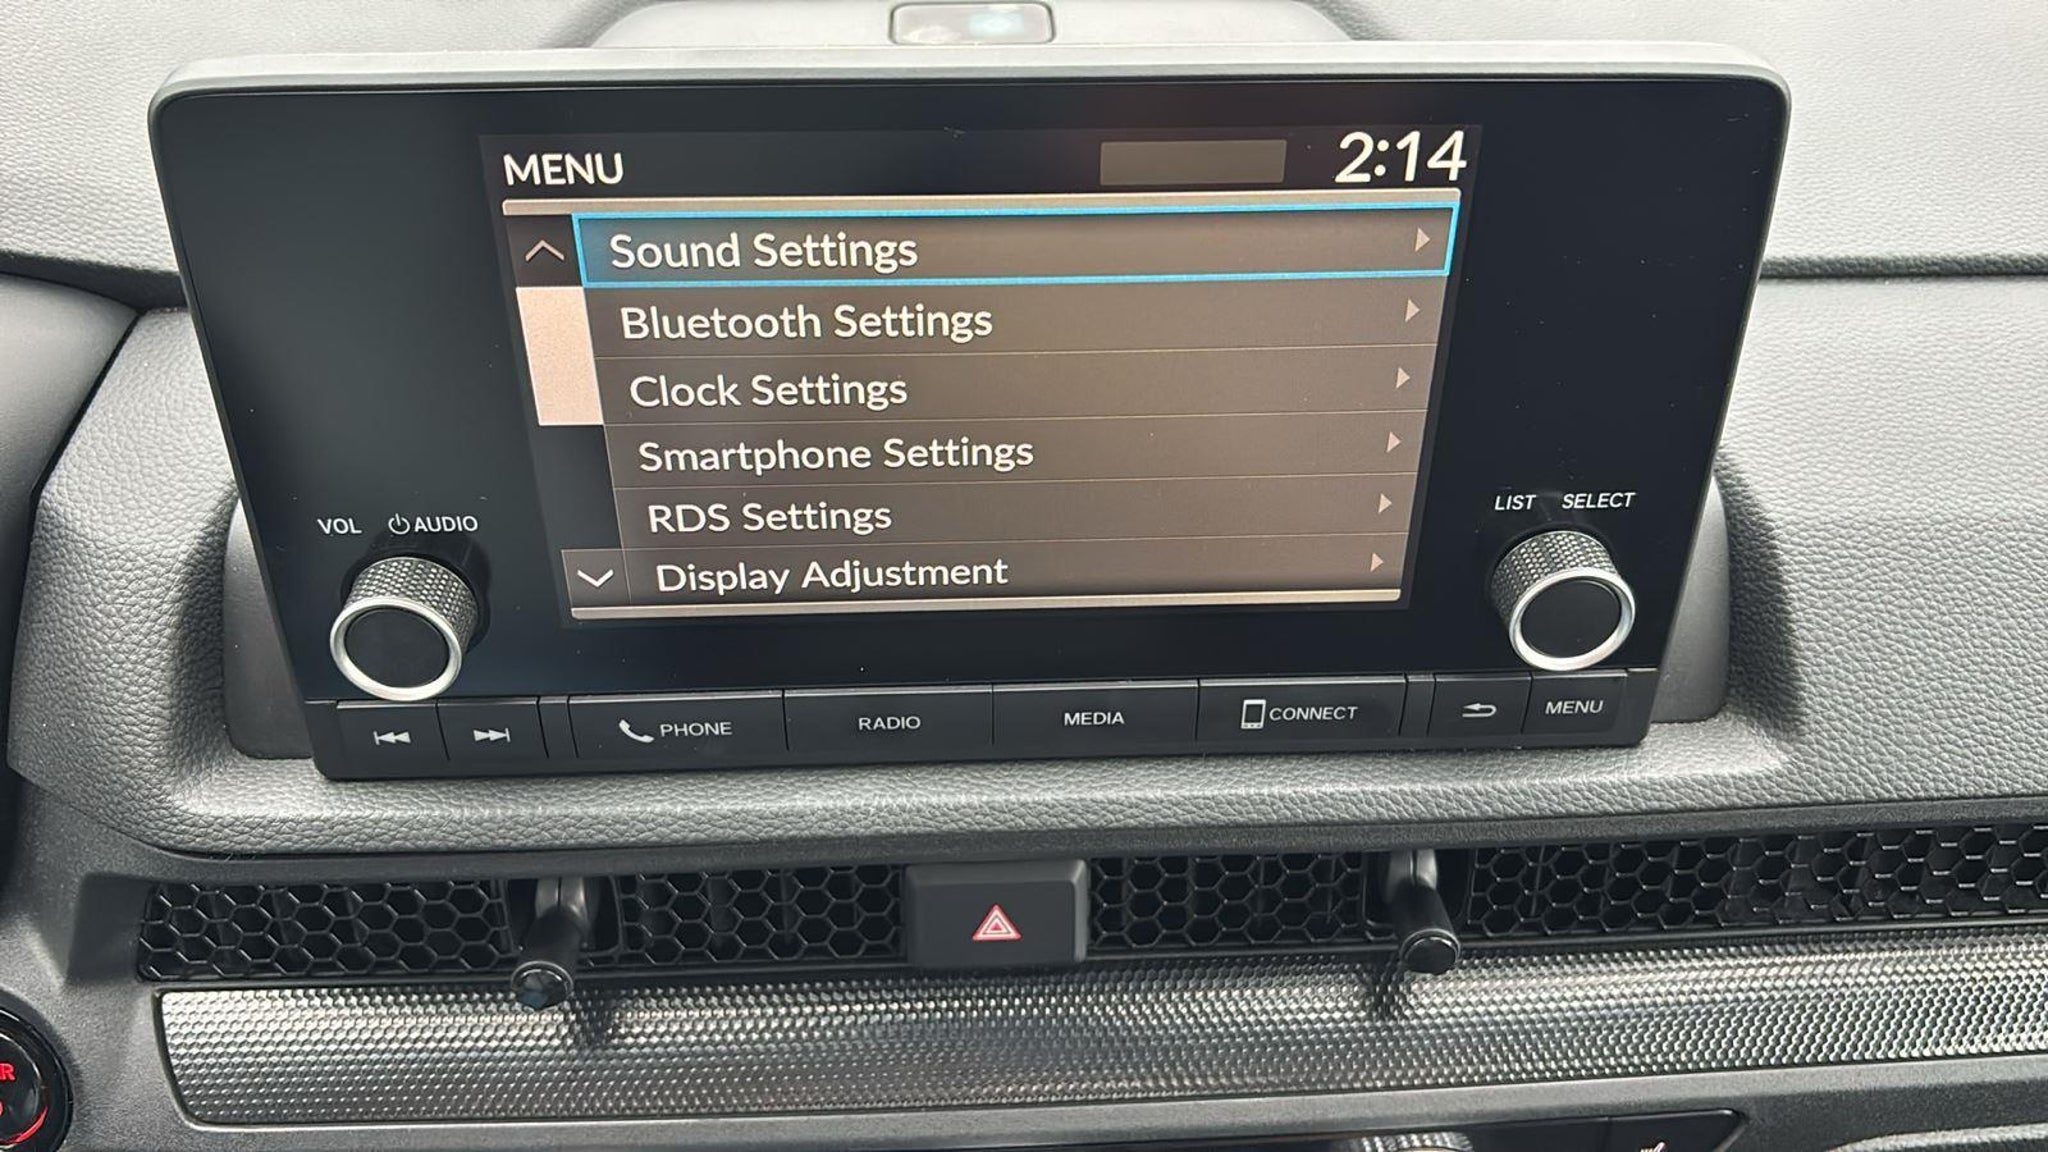 MENU 2:14
Sound Settings
Bluetooth Settings
Clock Settings
Smartphone Settings
RDS Settings
Display Adjustment
VOL AUDIO
LIST SELECT
PHONE RADIO MEDIA CONNECT MENU